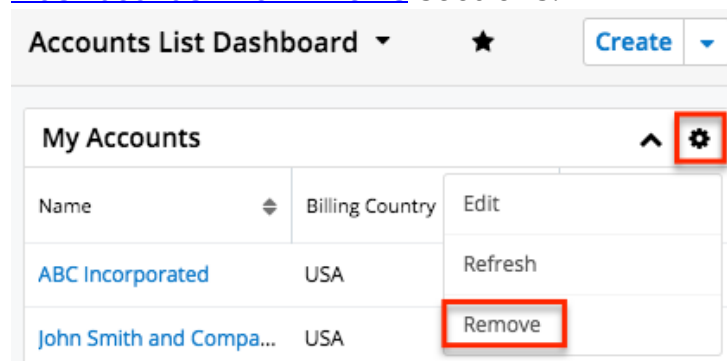 Accounts List Dashboard
Create
My Accounts
Name
Billing Country
Edit
ABC Incorporated
USA
Refresh
John Smith and Compa...
USA
Remove